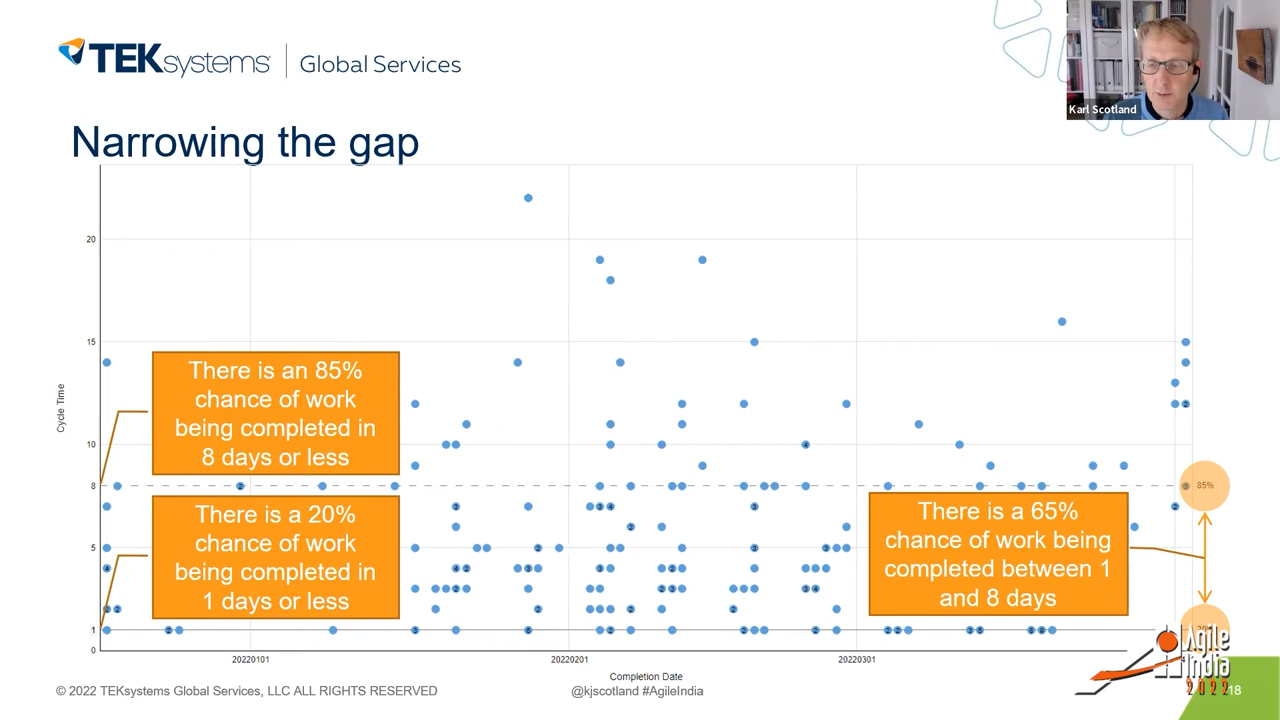 TEKsystems Global Services
Karl Scotland
Narrowing the gap
20
15
10
8
5
1
0
Cycle Time
There is an 85%
chance of work
being completed in
8 days or less
There is a 20%
chance of work
being completed in
1 days or less
There is a 65%
chance of work being
completed between 1
and 8 days
85%
20220101
20220201
20220301
Completion Date
© 2022 TEKsystems Global Services, LLC ALL RIGHTS RESERVED
@kjscotland #AgileIndia
Agile
India
2022
18